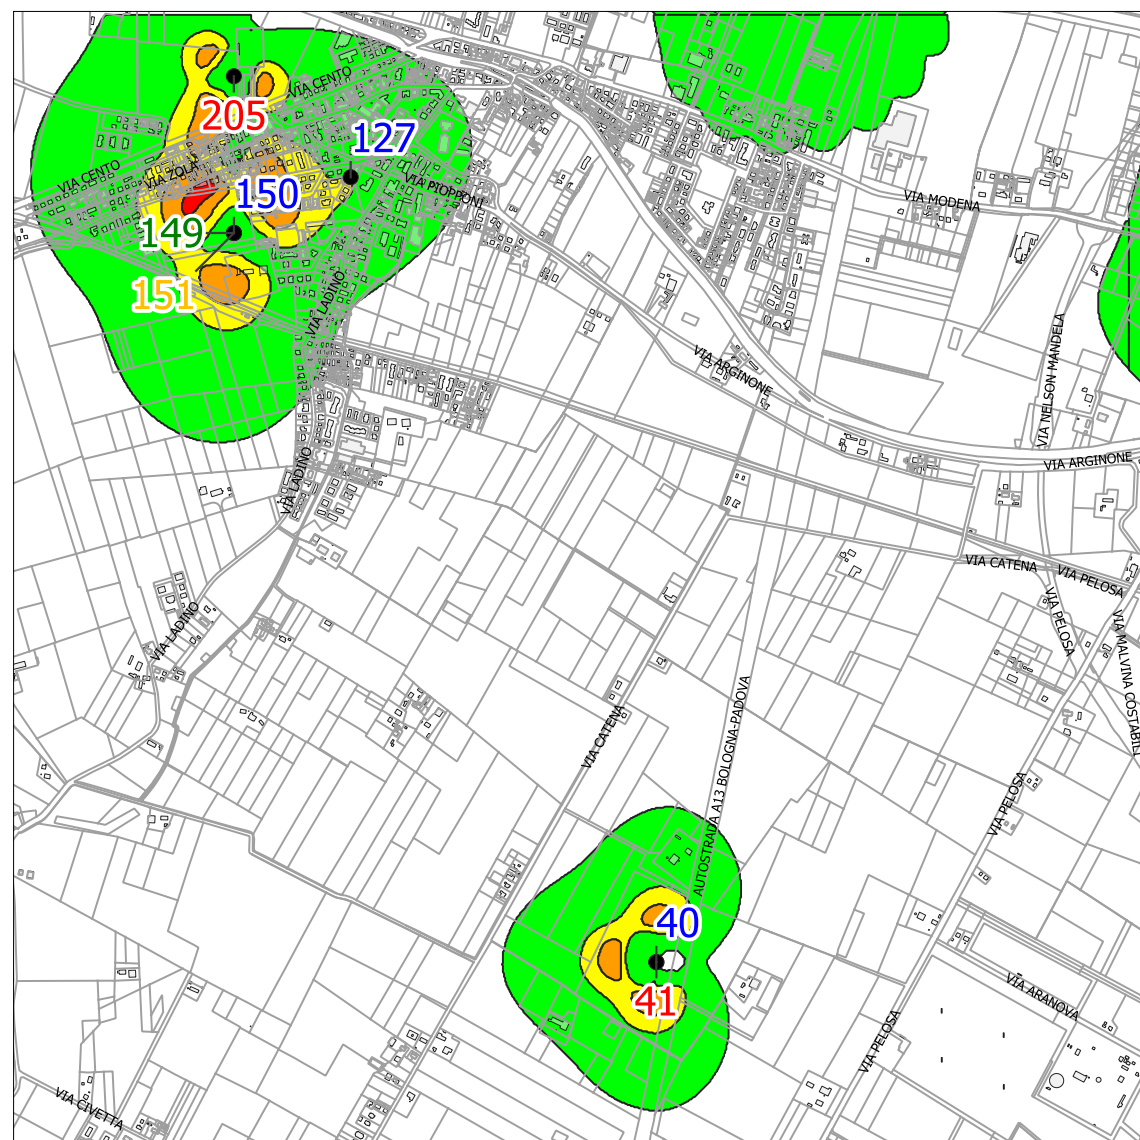 VIA CENTO
205
127
VIA CENTO
VIA ZOLA
150
VIA PIOPPONI
VIA MODENA
149
151
VIA LADINO
VIA ARGINONE
VIA NELSON MANDELA
VIA ARGINONE
VIA LADINO
VIA CATENA
VIA PELOSA
VIA PELOSA
VIA LADINO
VIA MALVINA COSTABILI
VIA CATENA
AUTOSTRADA A13 BOLOGNA-PADOVA
VIA PELOSA
40
41
VIA ARANOVA
VIA PELOSA
VIA CIVETTA